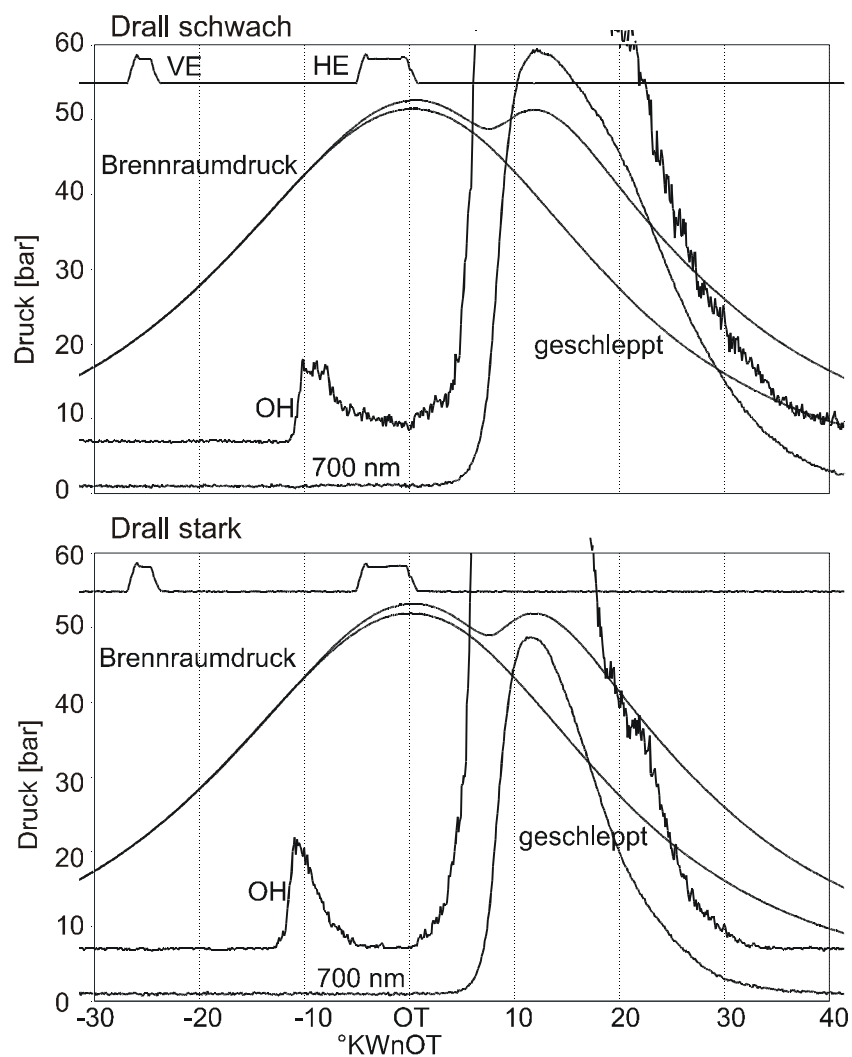 Drall schwach
60
VE
HE
50
Brennraumdruck
40
Druck [bar]
30
geschleppt
20
OH
10
700 nm
0
Drall stark
60
50
Brennraumdruck
40
Druck [bar]
30
geschleppt
20
OH
10
700 nm
0
-30 -20 -10 OT 10 20 30 40
°KWnOT